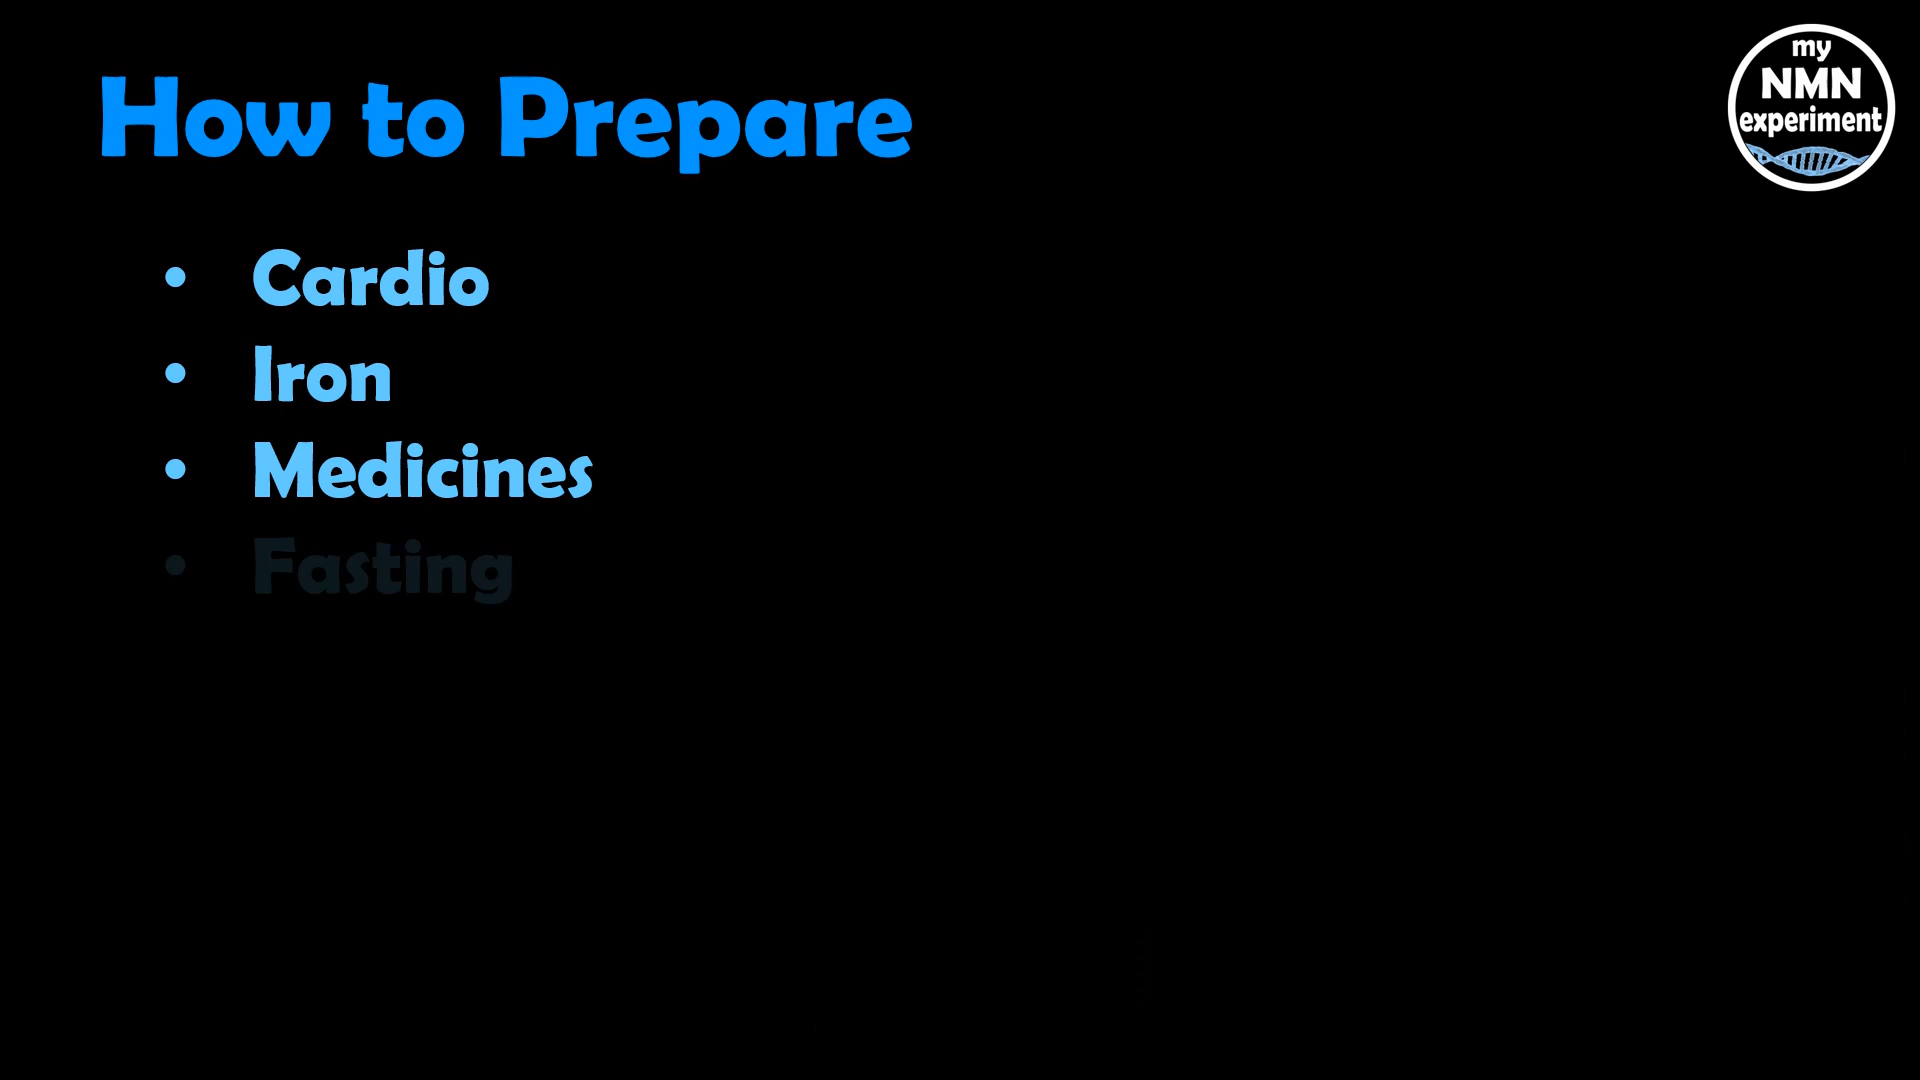 How to Prepare
• Cardio
• Iron
• Medicines
• Fasting
my
NMN
experiment